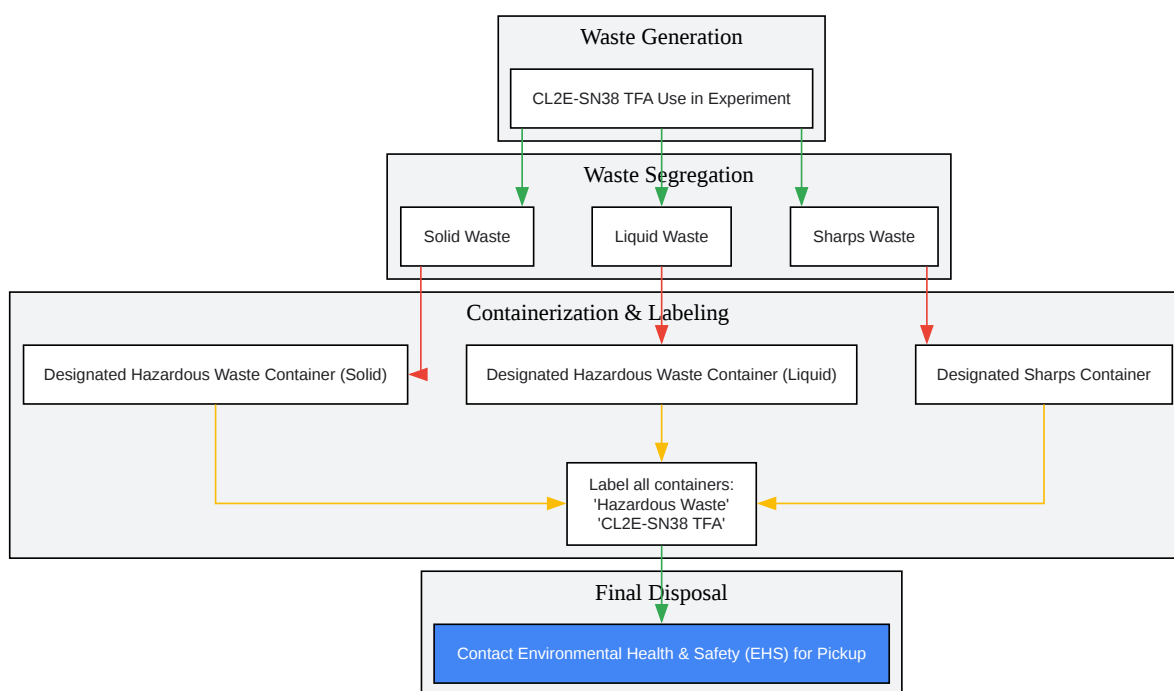 Waste Generation
CL2E-SN38 TFA Use in Experiment
Waste Segregation
Solid Waste
Liquid Waste
Sharps Waste
Containerization & Labeling
Designated Hazardous Waste Container (Solid)
Designated Hazardous Waste Container (Liquid)
Designated Sharps Container
Label all containers:
'Hazardous Waste'
'CL2E-SN38 TFA'
Final Disposal
Contact Environmental Health & Safety (EHS) for Pickup